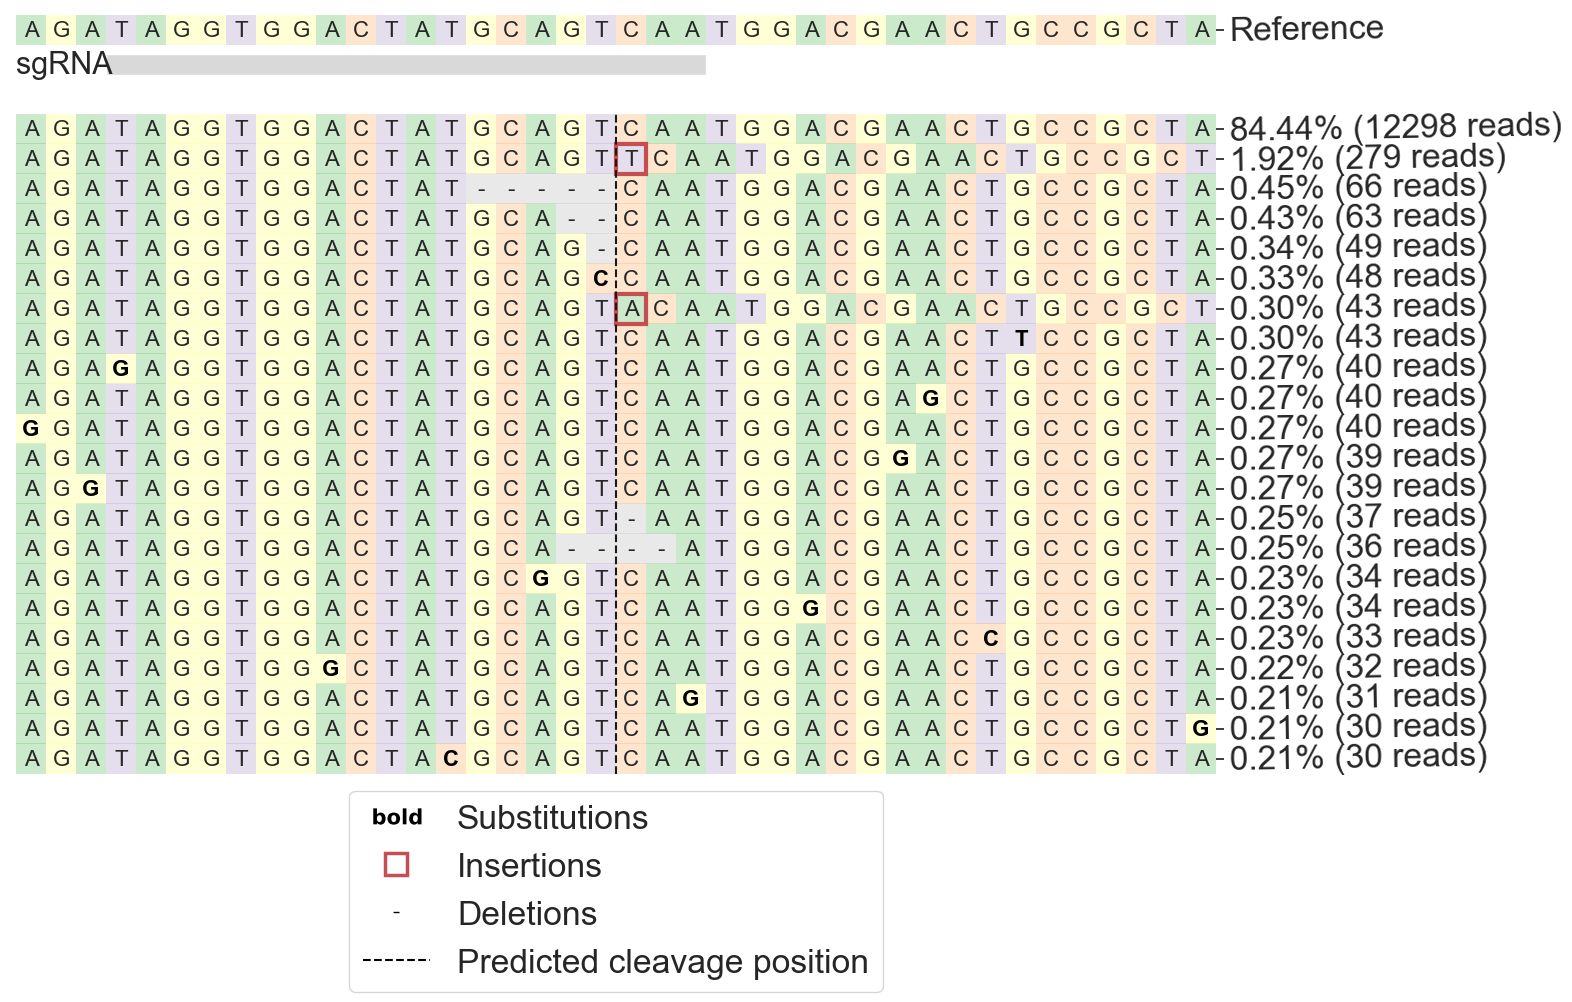 A G A T A G G T G G A C T A T G C A G T C A A T G G A C G A A C T G C C G C T A - Reference
sgRNA
A G A T A G G T G G A C T A T G C A G T C A A T G G A C G A A C T G C C G C T A - 84.44% (12298 reads)
A G A T A G G T G G A C T A T G C A G T T C A A T G G A C G A A C T G C C G C T - 1.92% (279 reads)
A G A T A G G T G G A C T A T - - - - - C A A T G G A C G A A C T G C C G C T A - 0.45% (66 reads)
A G A T A G G T G G A C T A T G C A - - C A A T G G A C G A A C T G C C G C T A - 0.43% (63 reads)
A G A T A G G T G G A C T A T G C A G - C A A T G G A C G A A C T G C C G C T A - 0.34% (49 reads)
A G A T A G G T G G A C T A T G C A G C C A A T G G A C G A A C T G C C G C T A - 0.33% (48 reads)
A G A T A G G T G G A C T A T G C A G T A C A A T G G A C G A A C T G C C G C T - 0.30% (43 reads)
A G A T A G G T G G A C T A T G C A G T C A A T G G A C G A A C T T C C G C T A - 0.30% (43 reads)
A G A G A G G T G G A C T A T G C A G T C A A T G G A C G A A C T G C C G C T A - 0.27% (40 reads)
A G A T A G G T G G A C T A T G C A G T C A A T G G A C G A G C T G C C G C T A - 0.27% (40 reads)
G G A T A G G T G G A C T A T G C A G T C A A T G G A C G A A C T G C C G C T A - 0.27% (40 reads)
A G A T A G G T G G A C T A T G C A G T C A A T G G A C G G A C T G C C G C T A - 0.27% (39 reads)
A G G T A G G T G G A C T A T G C A G T C A A T G G A C G A A C T G C C G C T A - 0.27% (39 reads)
A G A T A G G T G G A C T A T G C A G T - A A T G G A C G A A C T G C C G C T A - 0.25% (37 reads)
A G A T A G G T G G A C T A T G C A - - - - A T G G A C G A A C T G C C G C T A - 0.25% (36 reads)
A G A T A G G T G G A C T A T G C G G T C A A T G G A C G A A C T G C C G C T A - 0.23% (34 reads)
A G A T A G G T G G A C T A T G C A G T C A A T G G G C G A A C T G C C G C T A - 0.23% (34 reads)
A G A T A G G T G G A C T A T G C A G T C A A T G G A C G A A C C G C C G C T A - 0.23% (33 reads)
A G A T A G G T G G G C T A T G C A G T C A A T G G A C G A A C T G C C G C T A - 0.22% (32 reads)
A G A T A G G T G G A C T A T G C A G T C A G T G G A C G A A C T G C C G C T A - 0.21% (31 reads)
A G A T A G G T G G A C T A T G C A G T C A A T G G A C G A A C T G C C G C T G - 0.21% (30 reads)
A G A T A G G T G G A C T A C G C A G T C A A T G G A C G A A C T G C C G C T A - 0.21% (30 reads)
bold Substitutions
Insertions
- Deletions
Predicted cleavage position